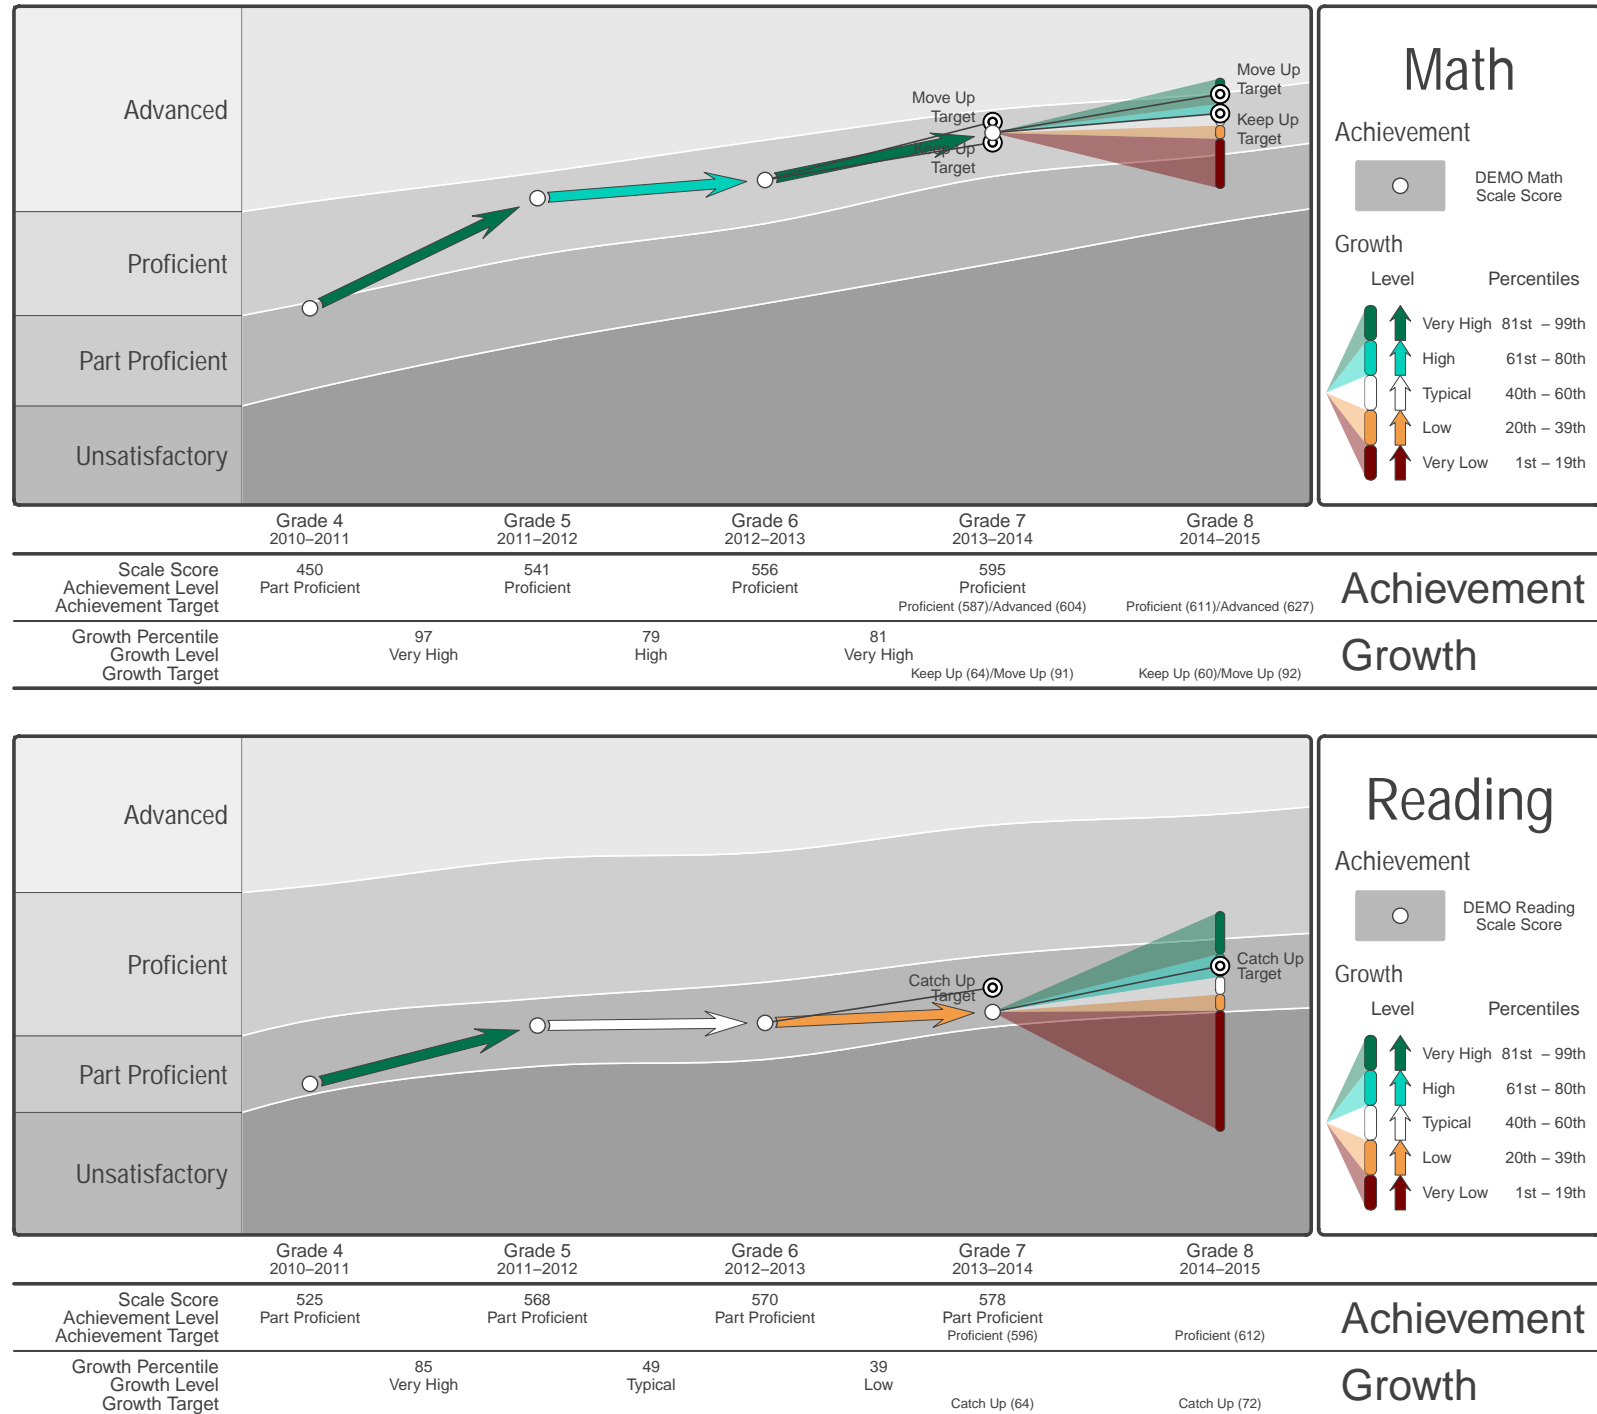 Advanced
Proficient
Part Proficient
Unsatisfactory
Move Up
Target
Keep Up
Target
Move Up
Target
Keep Up
Target
Math
Achievement
DEMO Math
Scale Score
Growth
Level Percentiles
Very High 81st – 99th
High 61st – 80th
Typical 40th – 60th
Low 20th – 39th
Very Low 1st – 19th
Grade 4 Grade 5 Grade 6 Grade 7 Grade 8
2010–2011 2011–2012 2012–2013 2013–2014 2014–2015
Scale Score 450 541 556 595
Achievement Level Part Proficient Proficient Proficient Proficient
Achievement Target Proficient (587)/Advanced (604) Proficient (611)/Advanced (627)
Achievement
Growth Percentile 97 79 81
Growth Level Very High High Very High
Growth Target Keep Up (64)/Move Up (91) Keep Up (60)/Move Up (92)
Growth
Advanced
Proficient
Part Proficient
Unsatisfactory
Catch Up
Target
Catch Up
Target
Reading
Achievement
DEMO Reading
Scale Score
Growth
Level Percentiles
Very High 81st – 99th
High 61st – 80th
Typical 40th – 60th
Low 20th – 39th
Very Low 1st – 19th
Grade 4 Grade 5 Grade 6 Grade 7 Grade 8
2010–2011 2011–2012 2012–2013 2013–2014 2014–2015
Scale Score 525 568 570 578
Achievement Level Part Proficient Part Proficient Part Proficient Part Proficient
Achievement Target Proficient (596) Proficient (612)
Achievement
Growth Percentile 85 49 39
Growth Level Very High Typical Low
Growth Target Catch Up (64) Catch Up (72)
Growth